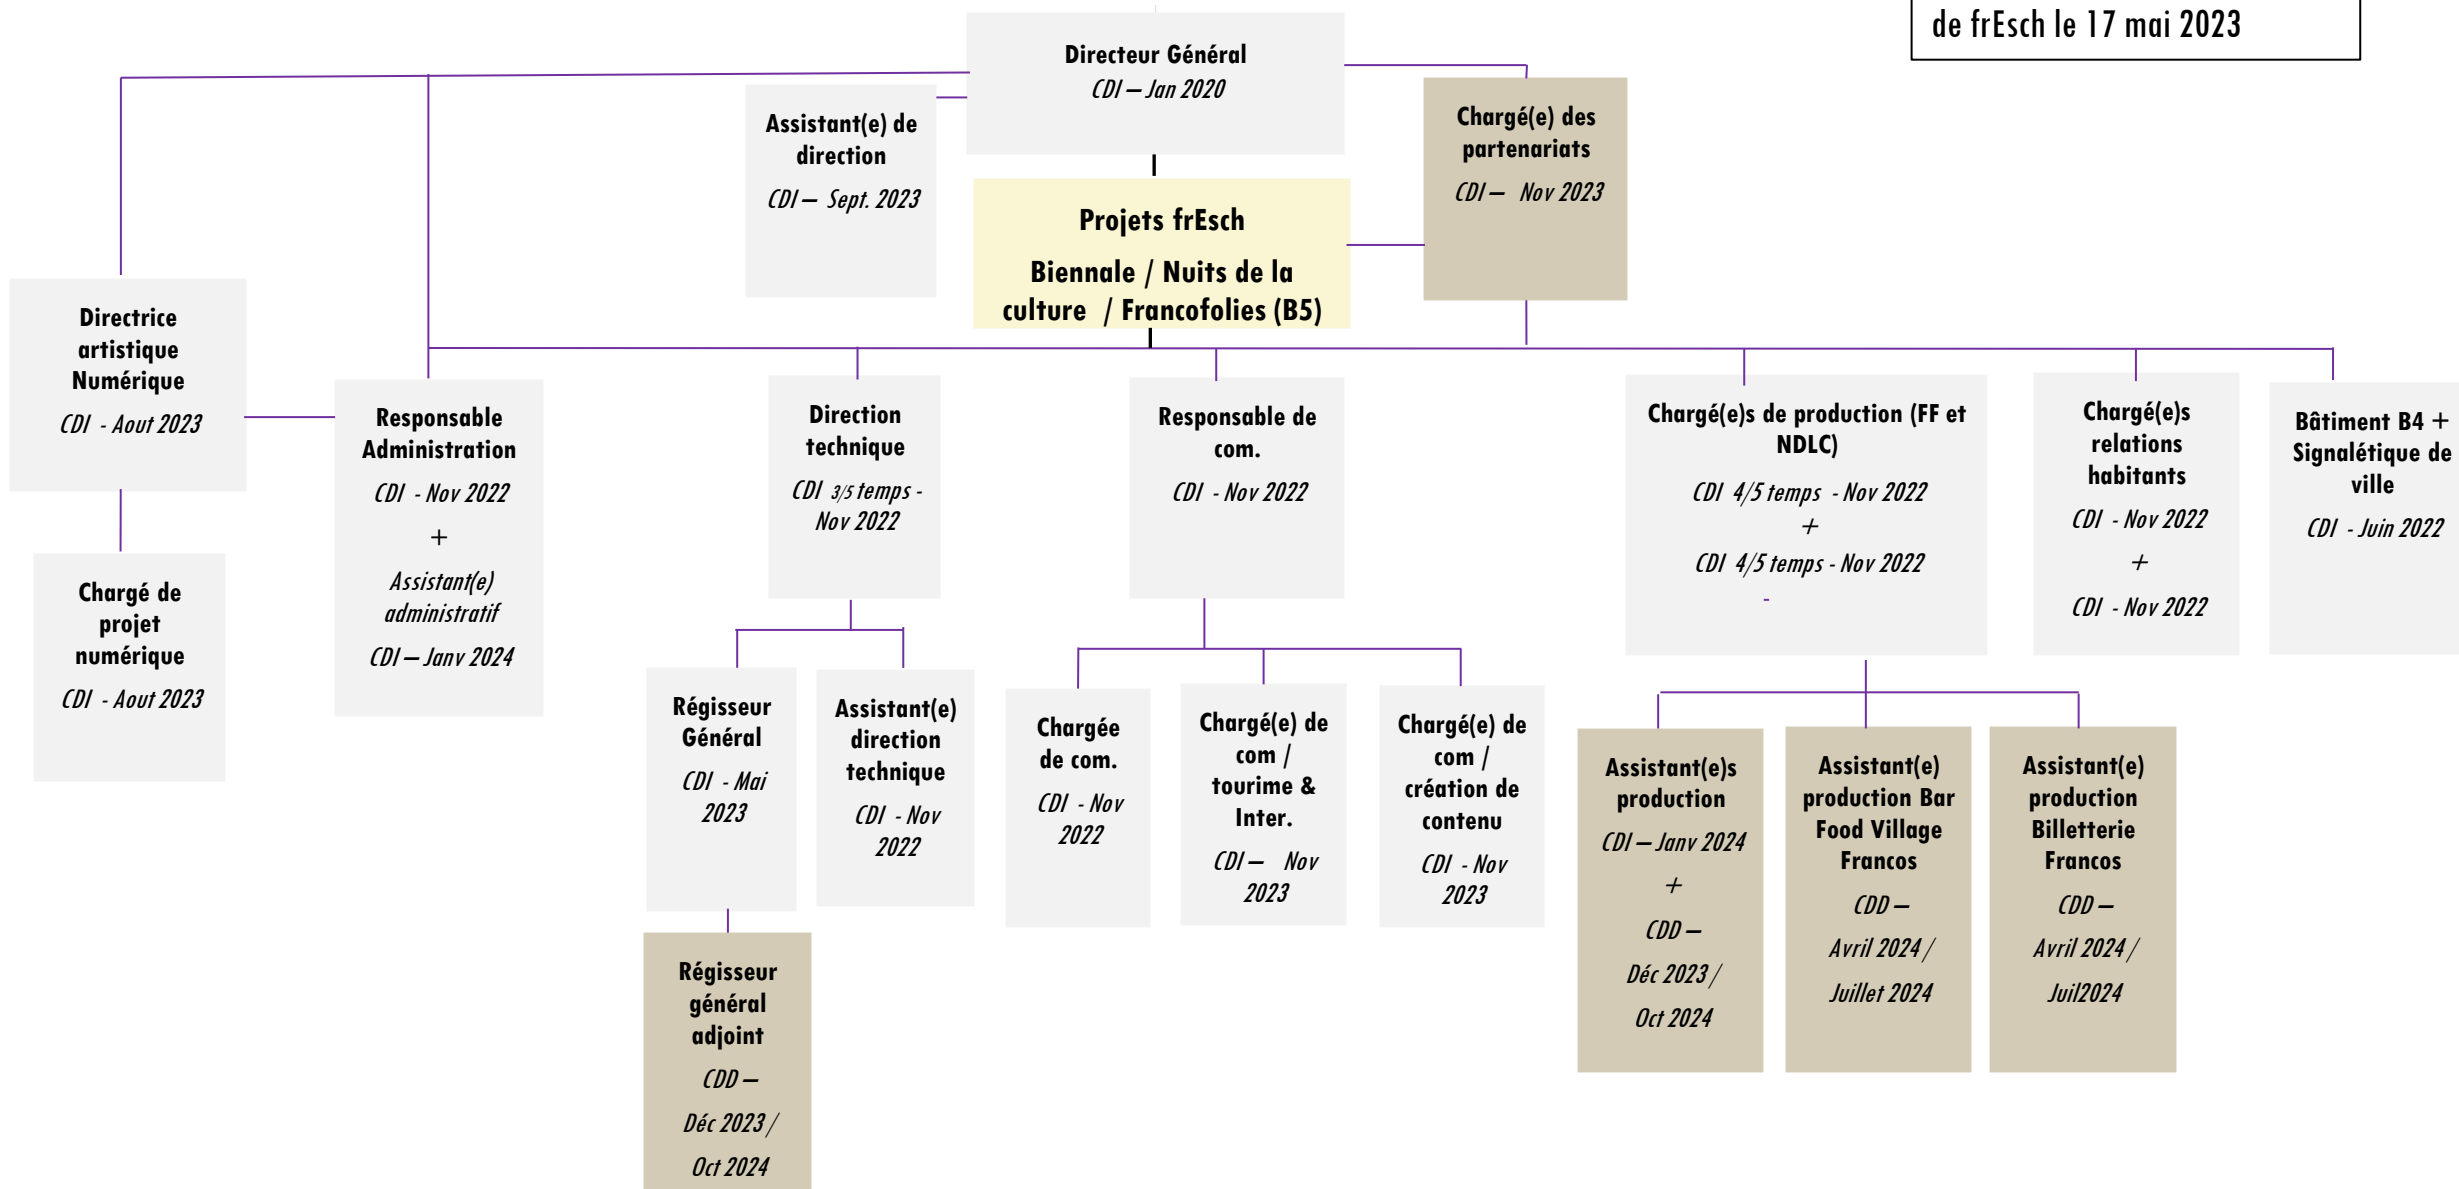 de frEsch le 17 mai 2023
Directeur Général
CDI – Jan 2020
Assistant(e) de
direction
CDI – Sept. 2023
Chargé(e) des
partenariats
CDI – Nov 2023
Projets frEsch
Biennale / Nuits de la
culture / Francofolies (B5)
Directrice
artistique
Numérique
CDI - Aout 2023
Chargé de
projet
numérique
CDI - Aout 2023
Responsable
Administration
CDI - Nov 2022
+
Assistant(e)
administratif
CDI – Janv 2024
Direction
technique
CDI 3/5 temps -
Nov 2022
Régisseur
Général
CDI - Mai
2023
Assistant(e)
direction
technique
CDI - Nov
2022
Régisseur
général
adjoint
CDD –
Déc 2023 /
Oct 2024
Responsable de
com.
CDI - Nov 2022
Chargée
de com.
CDI - Nov
2022
Chargé(e) de
com /
tourime &
Inter.
CDI – Nov
2023
Chargé(e) de
com /
création de
contenu
CDI - Nov
2023
Chargé(e)s de production (FF et
NDLC)
CDI 4/5 temps - Nov 2022
+
CDI 4/5 temps - Nov 2022
-
Assistant(e)s
production
CDI – Janv 2024
+
CDD –
Déc 2023 /
Oct 2024
Assistant(e)
production Bar
Food Village
Francos
CDD –
Avril 2024 /
Juillet 2024
Assistant(e)
production
Billetterie
Francos
CDD –
Avril 2024 /
Juil2024
Chargé(e)s
relations
habitants
CDI - Nov 2022
+
CDI - Nov 2022
Bâtiment B4 +
Signalétique de
ville
CDI - Juin 2022